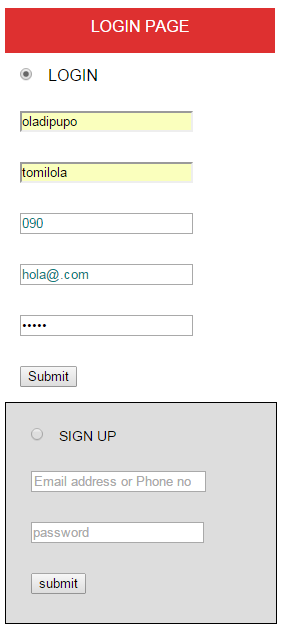 LOGIN PAGE
LOGIN
oladipupo
tomilola
090
hola@.com
•••••
Submit
SIGN UP
Email address or Phone no
password
submit